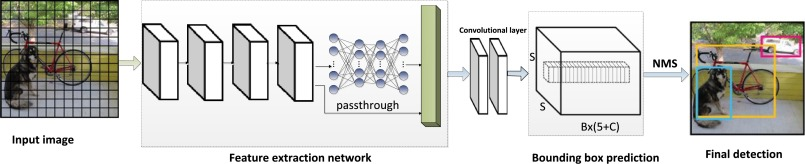 Input image
passthrough
Feature extraction network
Convolutional layer
S
S
Bx(5+C)
Bounding box prediction
NMS
Final detection